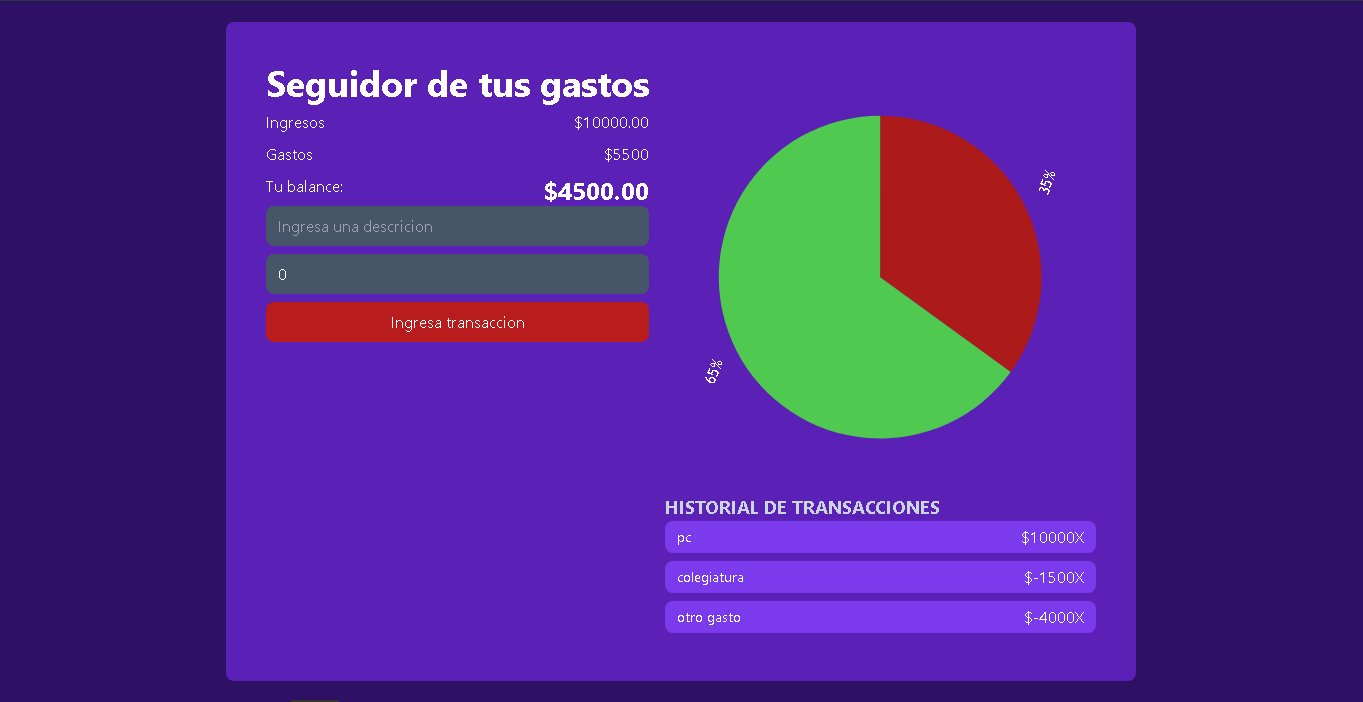 Seguidor de tus gastos
Ingresos $10000.00
Gastos $5500
Tu balance: $4500.00
Ingresa una descricion
0
Ingresa transaccion
35%
65%
HISTORIAL DE TRANSACCIONES
pc $10000X
colegiatura $-1500X
otro gasto $-4000X